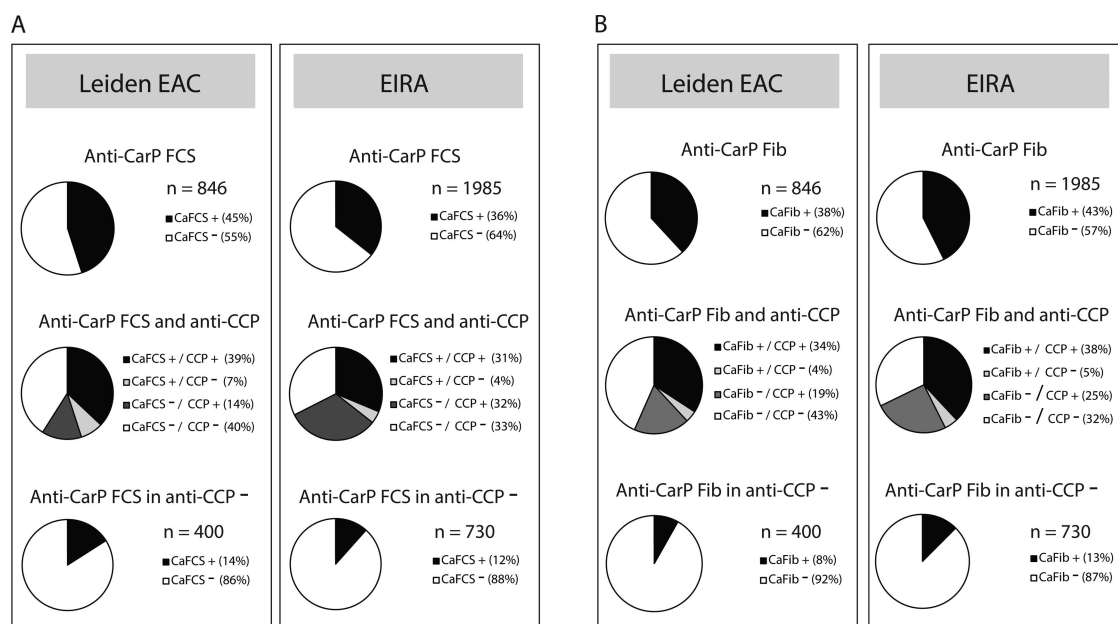 A
Leiden EAC
Anti-CarP FCS
n = 846
CaFCS + (45%)
CaFCS − (55%)
Anti-CarP FCS and anti-CCP
CaFCS + / CCP + (39%)
CaFCS + / CCP − (7%)
CaFCS − / CCP + (14%)
CaFCS − / CCP − (40%)
Anti-CarP FCS in anti-CCP −
n = 400
CaFCS + (14%)
CaFCS − (86%)
EIRA
Anti-CarP FCS
n = 1985
CaFCS + (36%)
CaFCS − (64%)
Anti-CarP FCS and anti-CCP
CaFCS + / CCP + (31%)
CaFCS + / CCP − (4%)
CaFCS − / CCP + (32%)
CaFCS − / CCP − (33%)
Anti-CarP FCS in anti-CCP −
n = 730
CaFCS + (12%)
CaFCS − (88%)
B
Leiden EAC
Anti-CarP Fib
n = 846
CaFib + (38%)
CaFib − (62%)
Anti-CarP Fib and anti-CCP
CaFib + / CCP + (34%)
CaFib + / CCP − (4%)
CaFib − / CCP + (19%)
CaFib − / CCP − (43%)
Anti-CarP Fib in anti-CCP −
n = 400
CaFib + (8%)
CaFib − (92%)
EIRA
Anti-CarP Fib
n = 1985
CaFib + (43%)
CaFib − (57%)
Anti-CarP Fib and anti-CCP
CaFib + / CCP + (38%)
CaFib + / CCP − (5%)
CaFib − / CCP + (25%)
CaFib − / CCP − (32%)
Anti-CarP Fib in anti-CCP −
n = 730
CaFib + (13%)
CaFib − (87%)